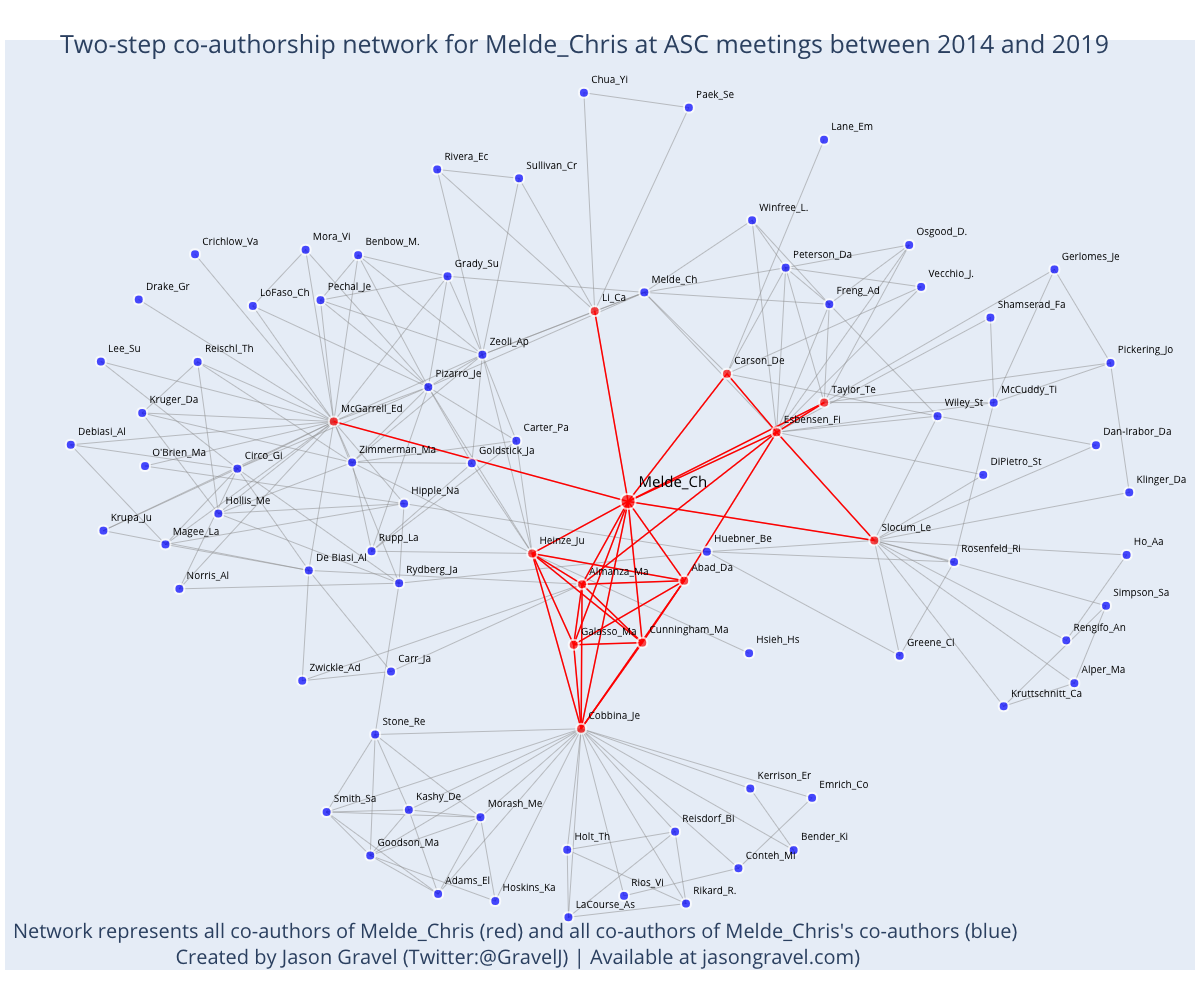 Two-step co-authorship network for Melde_Chris at ASC meetings between 2014 and 2019
Chua_Yi
Paek_Se
Lane_Em
Rivera_Ec
Sullivan_Cr
Winfree_L.
Osgood_D.
Crichlow_Va
Mora_Vi
Benbow_M.
Peterson_Da
Gerlomes_Je
Grady_Su
Melde_Ch
Vecchio_J.
Drake_Gr
LoFaso_Ch
Pechal_Je
Li_Ca
Freng_Ad
Shamserad_Fa
Zeoli_Ap
Lee_Su
Reischl_Th
Carson_De
Pickering_Jo
Pizarro_Je
Taylor_Te
McCuddy_Ti
Kruger_Da
McGarrell_Ed
Esbensen_Fi
Wiley_St
Debiasi_Al
Carter_Pa
Dan-Irabor_Da
O'Brien_Ma
Circo_Gi
Zimmerman_Ma
Goldstick_Ja
DiPietro_St
Melde_Ch
Klinger_Da
Hollis_Me
Hipple_Na
Krupa_Ju
Magee_La
Rupp_La
Heinze_Ju
Huebner_Be
Slocum_Le
Ho_Aa
De Biasi_Al
Rosenfeld_Ri
Norris_Al
Rydberg_Ja
Almanza_Ma
Abad_Da
Simpson_Sa
Galasso_Ma
Cunningham_Ma
Hsieh_Hs
Greene_Cl
Rengifo_An
Zwickle_Ad
Carr_Ja
Alper_Ma
Kruttschnitt_Ca
Stone_Re
Cobbina_Je
Kerrison_Er
Emrich_Co
Smith_Sa
Kashy_De
Morash_Me
Reisdorf_Bi
Goodson_Ma
Holt_Th
Bender_Ki
Conteh_Mi
Adams_El
Hoskins_Ka
Rios_Vi
Rikard_R.
LaCourse_As
Network represents all co-authors of Melde_Chris (red) and all co-authors of Melde_Chris's co-authors (blue)
Created by Jason Gravel (Twitter:@GravelJ) | Available at jasongravel.com)